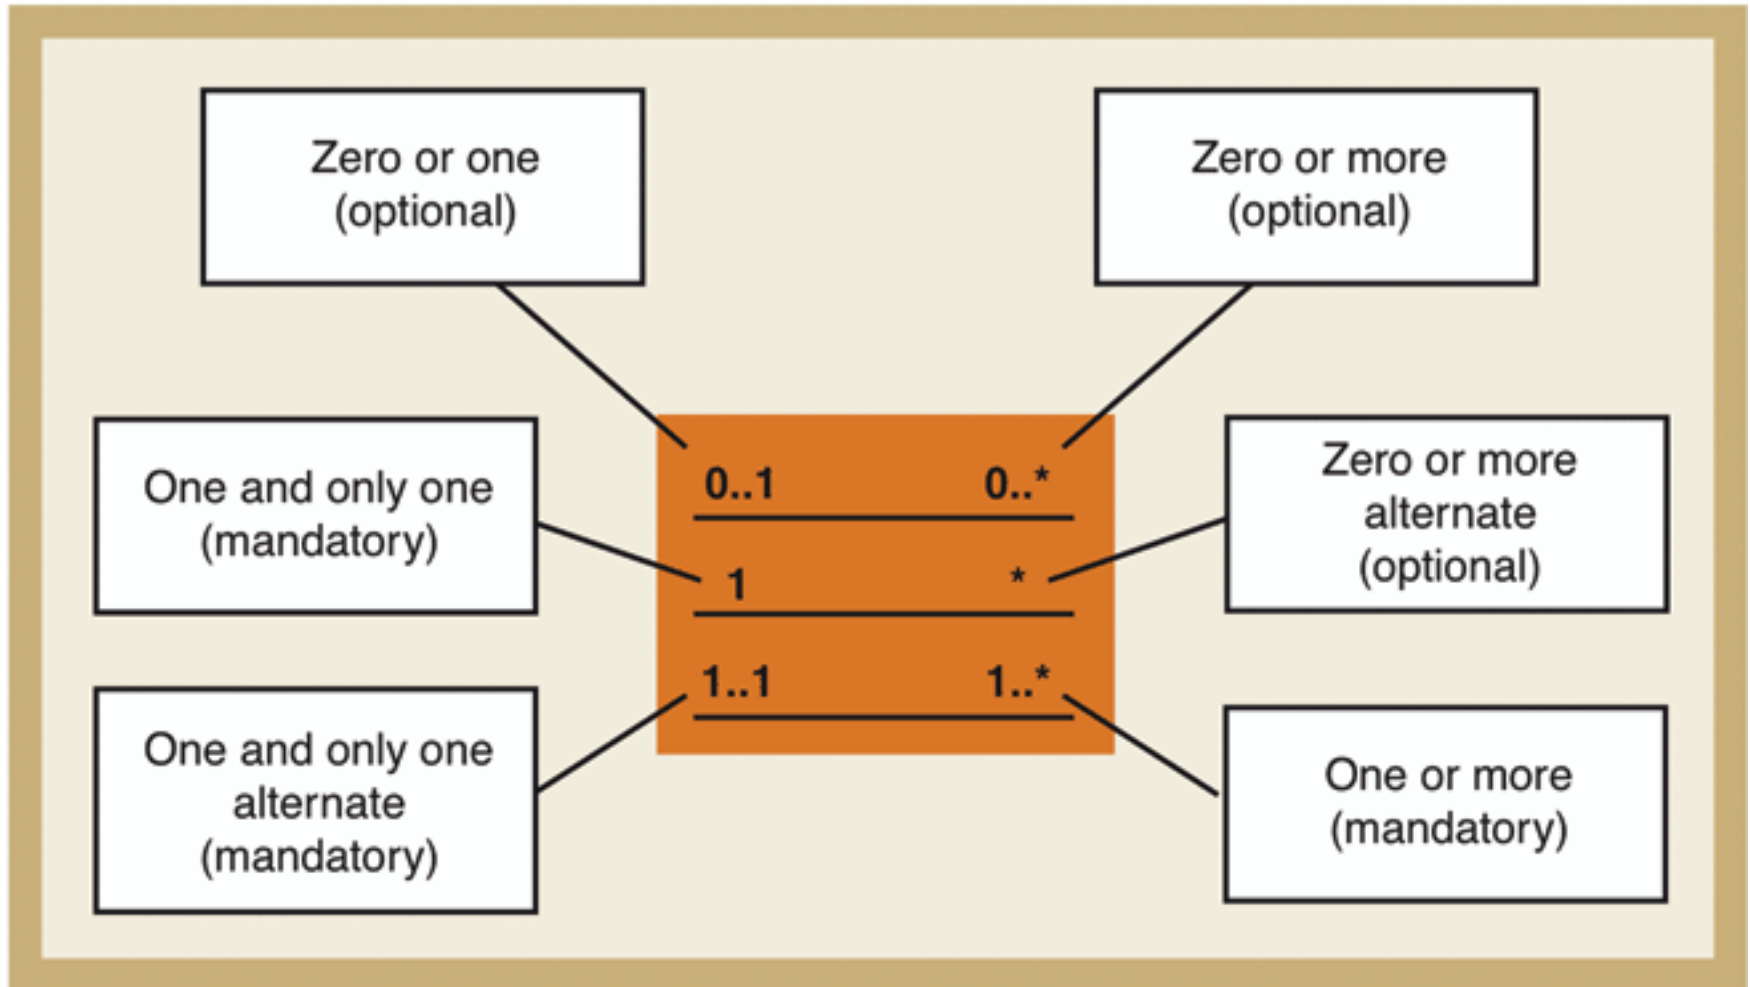 Zero or one
(optional)
Zero or more
(optional)
One and only one
(mandatory)
0..1 0..*
1 *
1..1 1..*
Zero or more
alternate
(optional)
One and only one
alternate
(mandatory)
One or more
(mandatory)